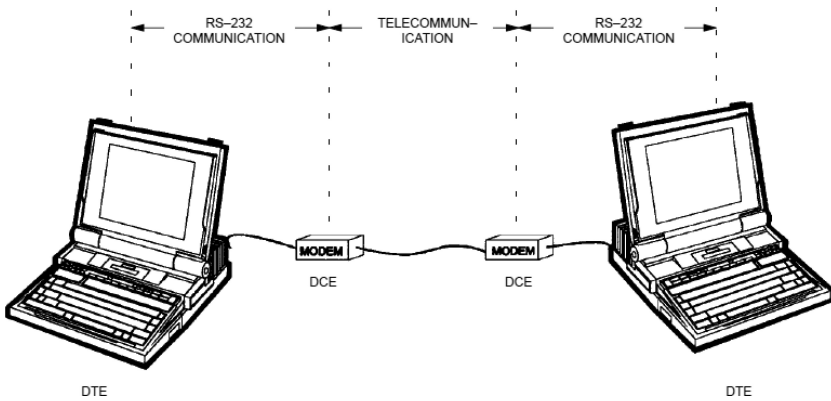 RS–232
COMMUNICATION
TELECOMMUN–
ICATION
RS–232
COMMUNICATION
MODEM
MODEM
DCE
DCE
DTE
DTE